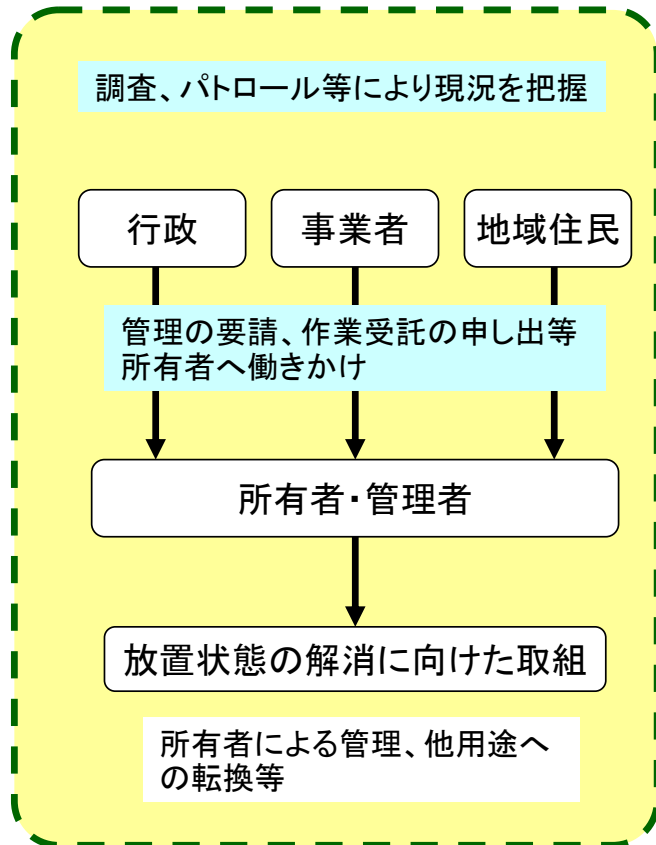 調査、パトロール等により現況を把握
行政
事業者
地域住民
管理の要請、作業受託の申し出等
所有者へ働きかけ
所有者・管理者
放置状態の解消に向けた取組
所有者による管理、他用途へ
の転換等